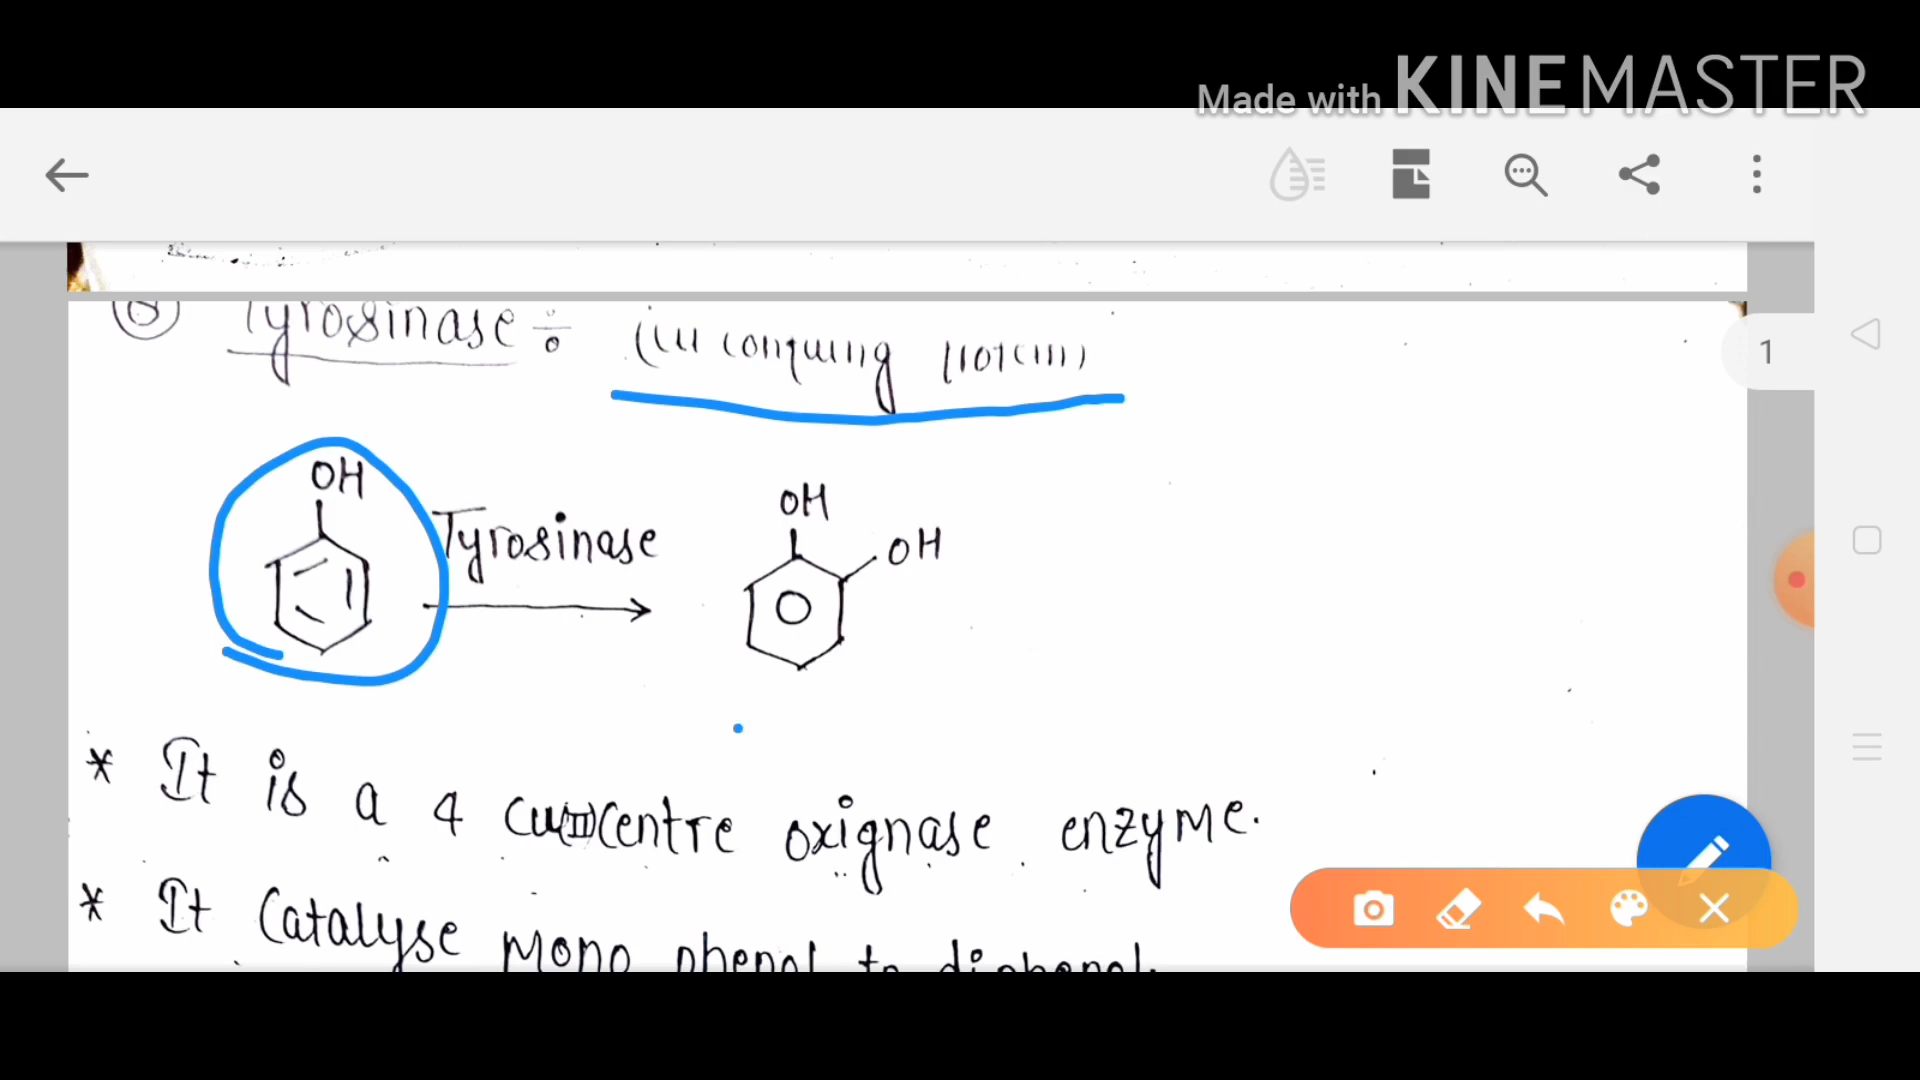 Made with KINEMASTER
8 Tyrosinase ÷
1
OH
Tyrosinase
OH
OH
* It is a 4 Cu(II) Centre oxignase enzyme.
* It Catalyse Mono phenol to diphenol.